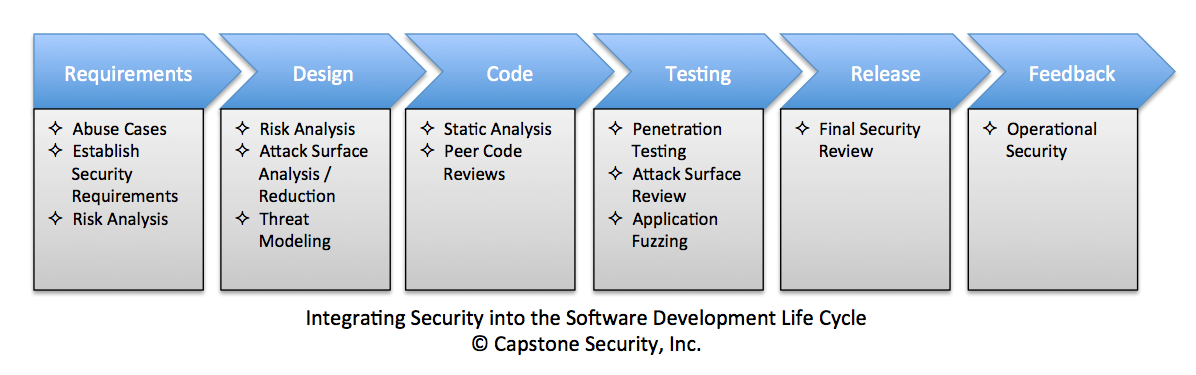 Requirements
Design
Code
Testing
Release
Feedback
✧ Abuse Cases
✧ Establish
Security
Requirements
✧ Risk Analysis
✧ Risk Analysis
✧ Attack Surface
Analysis /
Reduction
✧ Threat
Modeling
✧ Static Analysis
✧ Peer Code
Reviews
✧ Penetration
Testing
✧ Attack Surface
Review
✧ Application
Fuzzing
✧ Final Security
Review
✧ Operational
Security
Integrating Security into the Software Development Life Cycle
© Capstone Security, Inc.